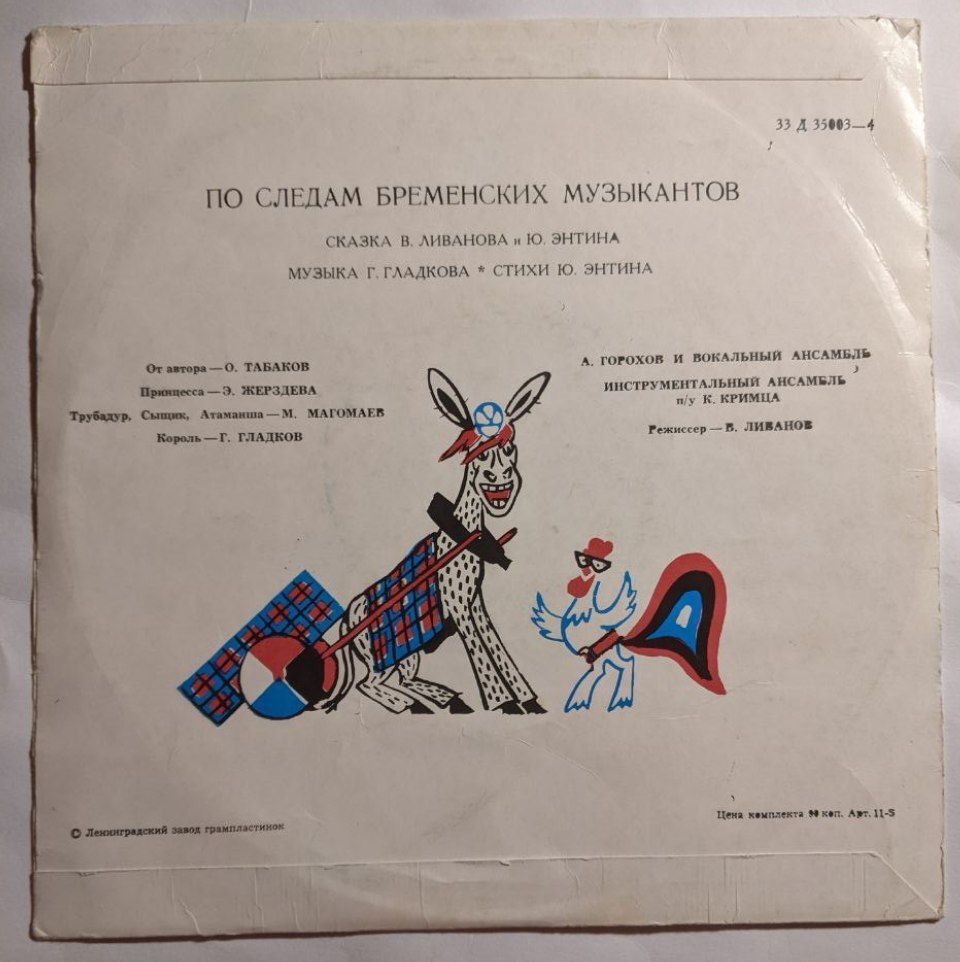 33 Д 35003—4
ПО СЛЕДАМ БРЕМЕНСКИХ МУЗЫКАНТОВ
СКАЗКА В. ЛИВАНОВА и Ю. ЭНТИНА
МУЗЫКА Г. ГЛАДКОВА * СТИХИ Ю. ЭНТИНА
От автора — О. ТАБАКОВ
Принцесса — Э. ЖЕРЗДЕВА
Трубадур, Сыщик, Атаманша — М. МАГОМАЕВ
Король — Г. ГЛАДКОВ
А. ГОРОХОВ И ВОКАЛЬНЫЙ АНСАМБЛЬ
ИНСТРУМЕНТАЛЬНЫЙ АНСАМБЛЬ
п/у К. КРИМЦА
Режиссер — В. ЛИВАНОВ
© Ленинградский завод грампластинок
Цена комплекта коп. Арт. 11-S